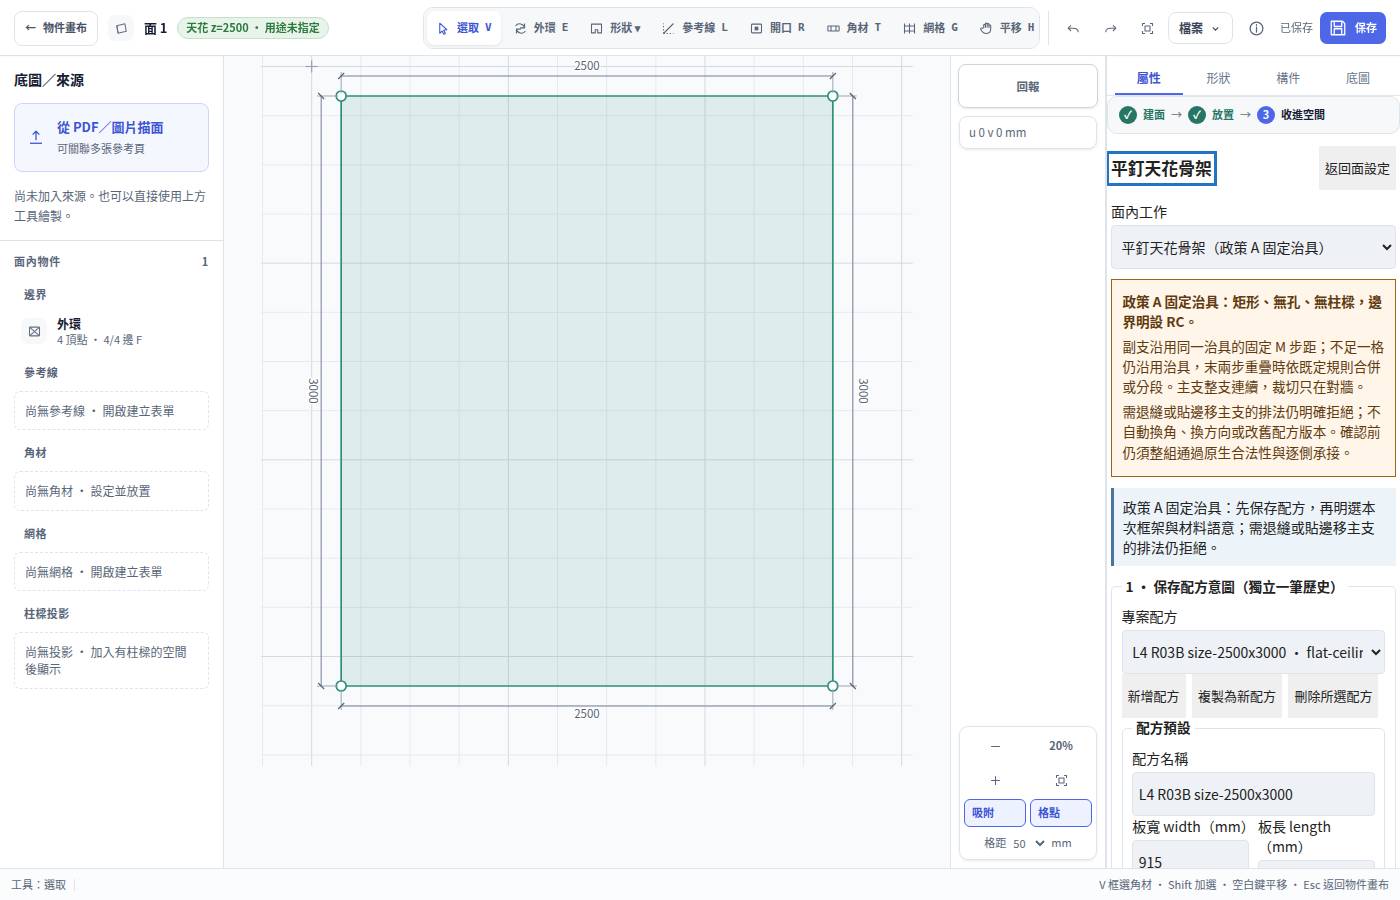 ← 物件畫布
面 1
天花 z=2500 · 用途未指定
選取 V
外環 E
形狀 ▾
參考線 L
開口 R
角材 T
網格 G
平移 H
檔案
已保存
保存
底圖／來源
從 PDF／圖片描面
可關聯多張參考頁
尚未加入來源。也可以直接使用上方
工具繪製。
面內物件 1
邊界
外環
4 頂點 · 4/4 邊 F
參考線
尚無參考線 · 開啟建立表單
角材
尚無角材 · 設定並放置
網格
尚無網格 · 開啟建立表單
柱樑投影
尚無投影 · 加入有柱樑的空間
後顯示
2500
3000
3000
2500
回報
u 0 v 0 mm
− 20%
+
吸附 格點
格距 50 mm
屬性 形狀 構件 底圖
✓ 建面 → ✓ 放置 → 3 收進空間
平釘天花骨架
返回面設定
面內工作
平釘天花骨架（政策 A 固定治具）
政策 A 固定治具：矩形、無孔、無柱樑，邊
界明設 RC。
副支沿用同一治具的固定 M 步距；不足一格
仍沿用治具，末兩步重疊時依既定規則合併
或分段。主支整支連續，裁切只在對牆。
需退縫或貼邊移主支的排法仍明確拒絕；不
自動換角、換方向或改舊配方版本。確認前
仍須整組通過原生合法性與逐側承接。
政策 A 固定治具：先保存配方，再明選本
次框架與材料語意；需退縫或貼邊移主支
的排法仍拒絕。
1 · 保存配方意圖（獨立一筆歷史）
專案配方
L4 R03B size-2500x3000 · flat-ceilin
新增配方 複製為新配方 刪除所選配方
配方預設
配方名稱
L4 R03B size-2500x3000
板寬 width（mm） 板長 length
（mm）
915
工具：選取
V 框選角材 · Shift 加選 · 空白鍵平移 · Esc 返回物件畫布